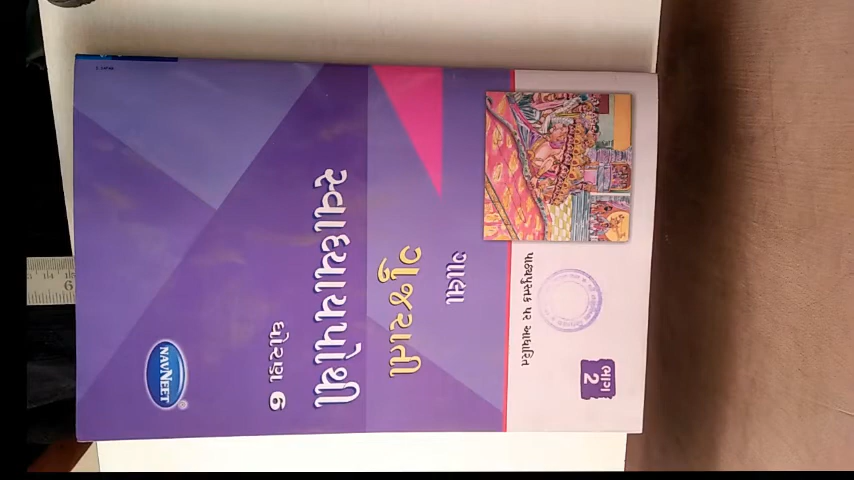 ભાગ
2
પાઠ્યપુસ્તક પર આધારિત
ગાલા
ગુજરાતી
સ્વાધ્યાયપોથી
ધોરણ 6
NAVNEET